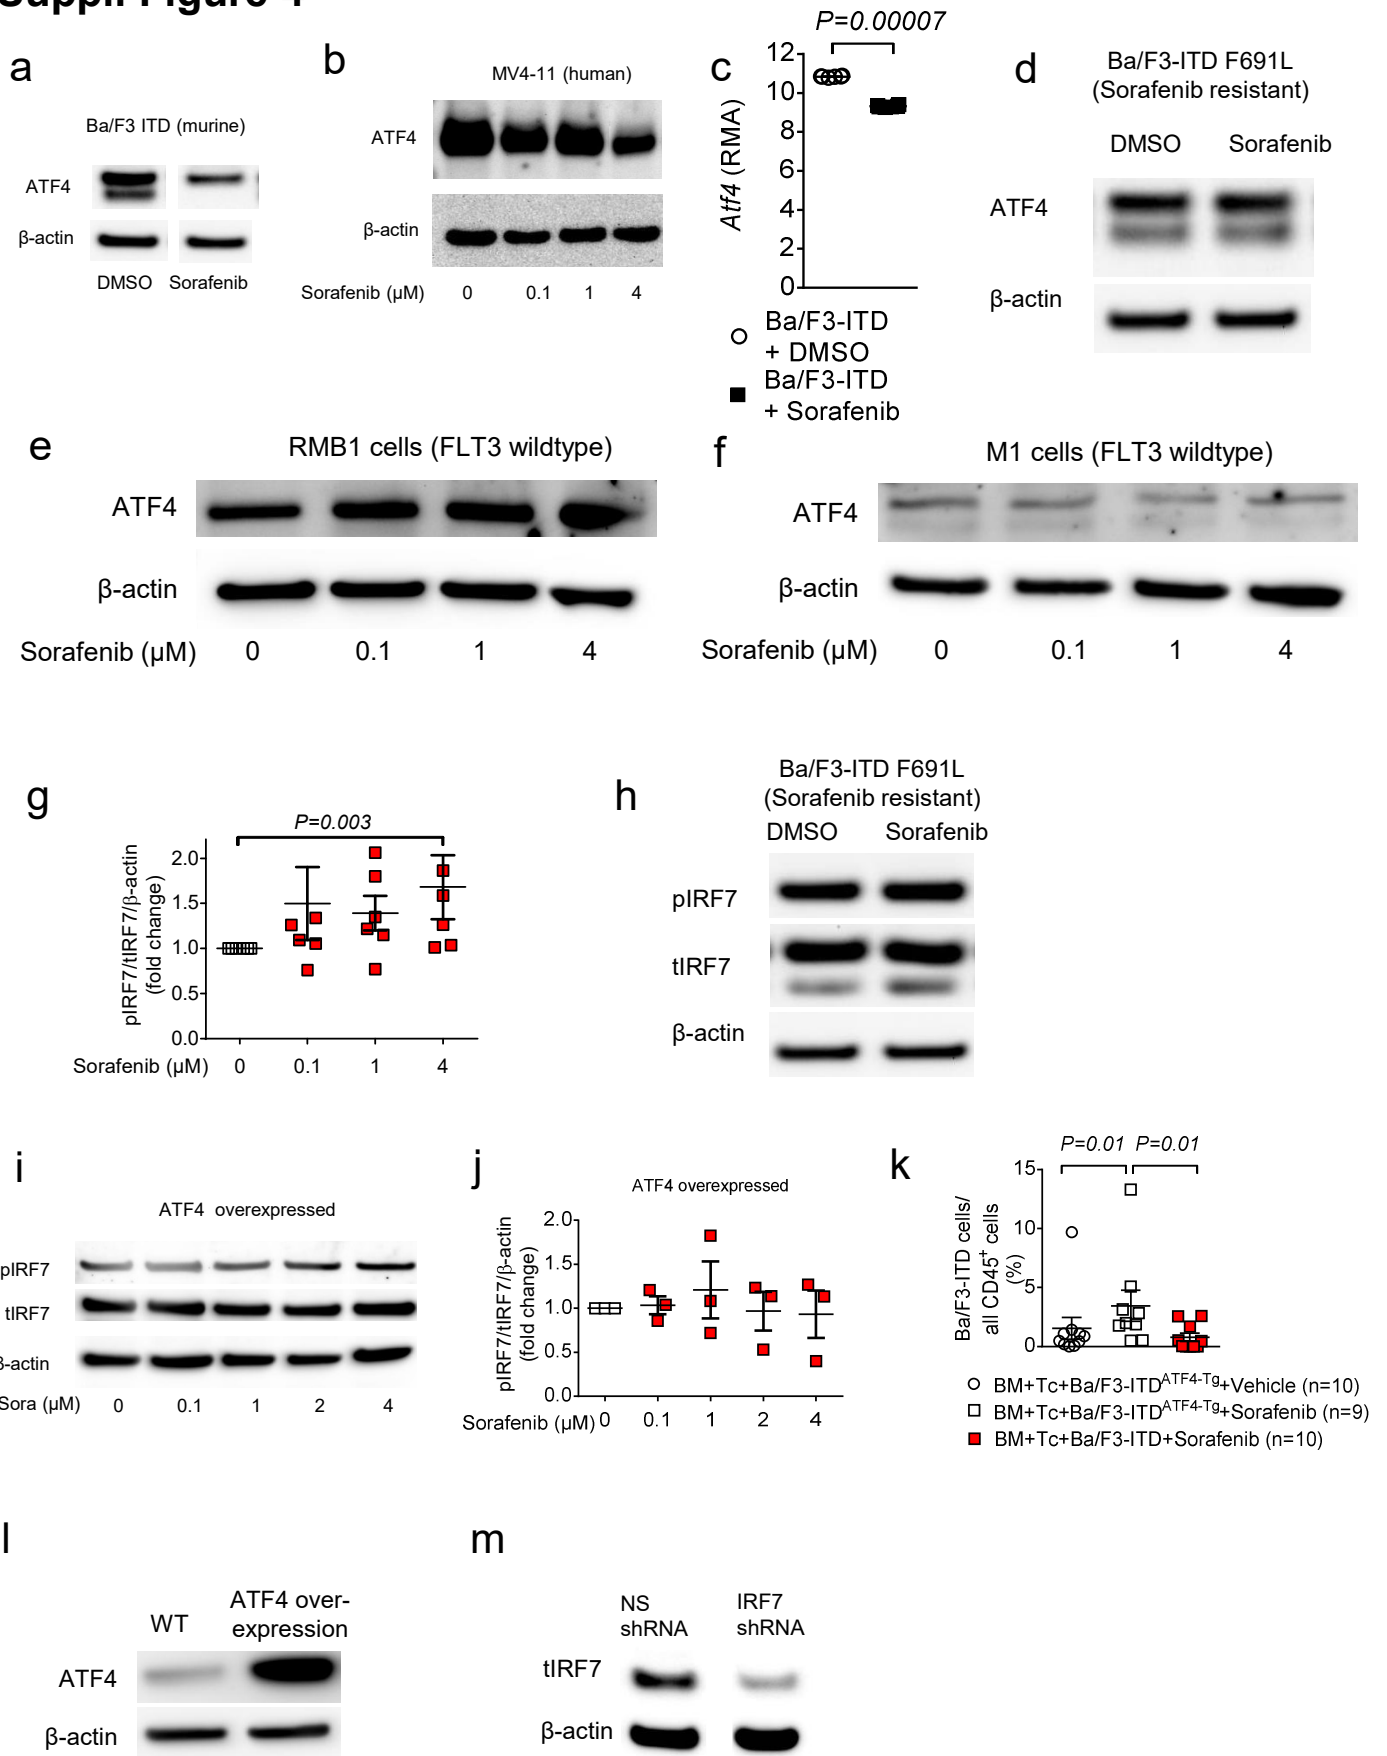 a
Ba/F3 ITD (murine)
ATF4
β-actin
DMSO Sorafenib
b
MV4-11 (human)
ATF4
β-actin
Sorafenib (µM) 0 0.1 1 4
c
P=0.00007
Atf4 (RMA)
12
10
8
6
4
2
0
Ba/F3-ITD
+ DMSO
Ba/F3-ITD
+ Sorafenib
d
Ba/F3-ITD F691L
(Sorafenib resistant)
DMSO Sorafenib
ATF4
β-actin
e
RMB1 cells (FLT3 wildtype)
ATF4
β-actin
Sorafenib (µM) 0 0.1 1 4
f
M1 cells (FLT3 wildtype)
ATF4
β-actin
Sorafenib (µM) 0 0.1 1 4
g
P=0.003
pIRF7/tIRF7/β-actin
(fold change)
2.0
1.5
1.0
0.5
0.0
Sorafenib (µM) 0 0.1 1 4
h
Ba/F3-ITD F691L
(Sorafenib resistant)
DMSO Sorafenib
pIRF7
tIRF7
β-actin
i
ATF4 overexpressed
pIRF7
tIRF7
β-actin
Sora (µM) 0 0.1 1 2 4
j
ATF4 overexpressed
pIRF7/tIRF7/β-actin
(fold change)
2.0
1.5
1.0
0.5
0.0
Sorafenib (µM) 0 0.1 1 2 4
k
P=0.01 P=0.01
Ba/F3-ITD cells/
all CD45+ cells
(%)
15
10
5
0
BM+Tc+Ba/F3-ITDATF4-Tg+Vehicle (n=10)
BM+Tc+Ba/F3-ITDATF4-Tg+Sorafenib (n=9)
BM+Tc+Ba/F3-ITD+Sorafenib (n=10)
l
WT
ATF4 over-
expression
ATF4
β-actin
m
NS
shRNA
IRF7
shRNA
tIRF7
β-actin